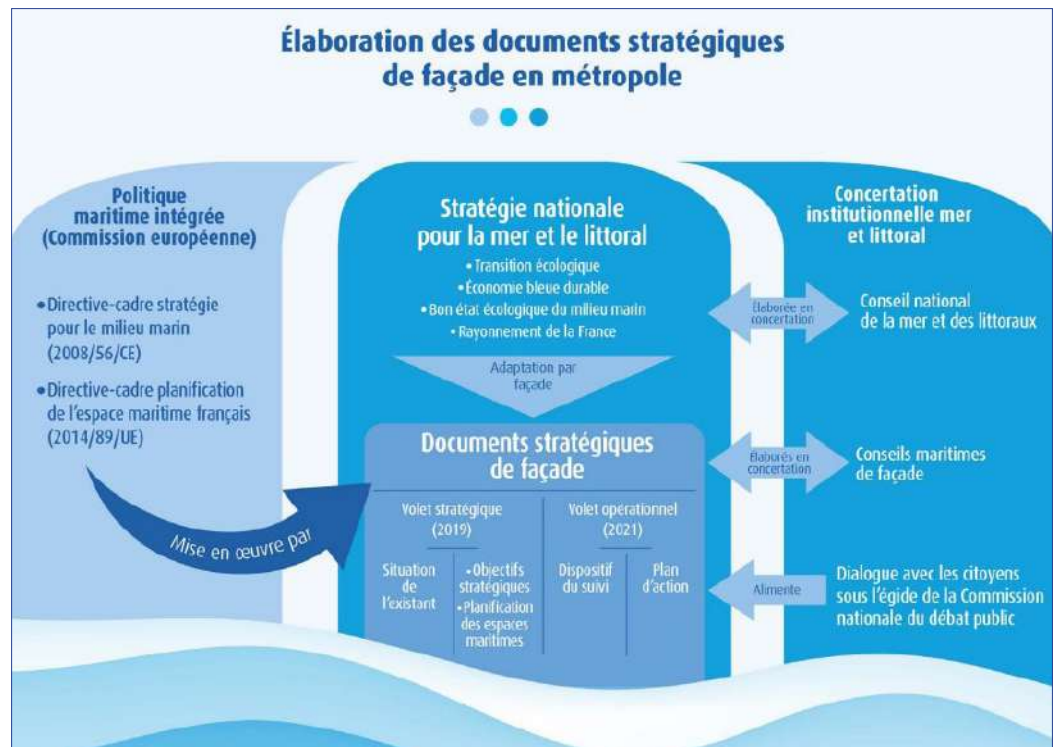 Élaboration des documents stratégiques
de façade en métropole
Politique
maritime intégrée
(Commission européenne)
•Directive-cadre stratégie
pour le milieu marin
(2008/56/CE)
•Directive-cadre planification
de l'espace maritime français
(2014/89/UE)
Mise en œuvre par
Stratégie nationale
pour la mer et le littoral
•Transition écologique
•Économie bleue durable
•Bon état écologique du milieu marin
•Rayonnement de la France
Adaptation par
façade
Documents stratégiques
de façade
Volet stratégique
(2019)
Situation
de
l'existant
•Objectifs
stratégiques
•Planification
des espaces
maritimes
Volet opérationnel
(2021)
Dispositif
du suivi
Plan
d'action
Concertation
institutionnelle mer
et littoral
Élaborée en
concertation
Conseil national
de la mer et des littoraux
Élaborés en
concertation
Conseils maritimes
de façade
Alimente
Dialogue avec les citoyens
sous l'égide de la Commission
nationale du débat public